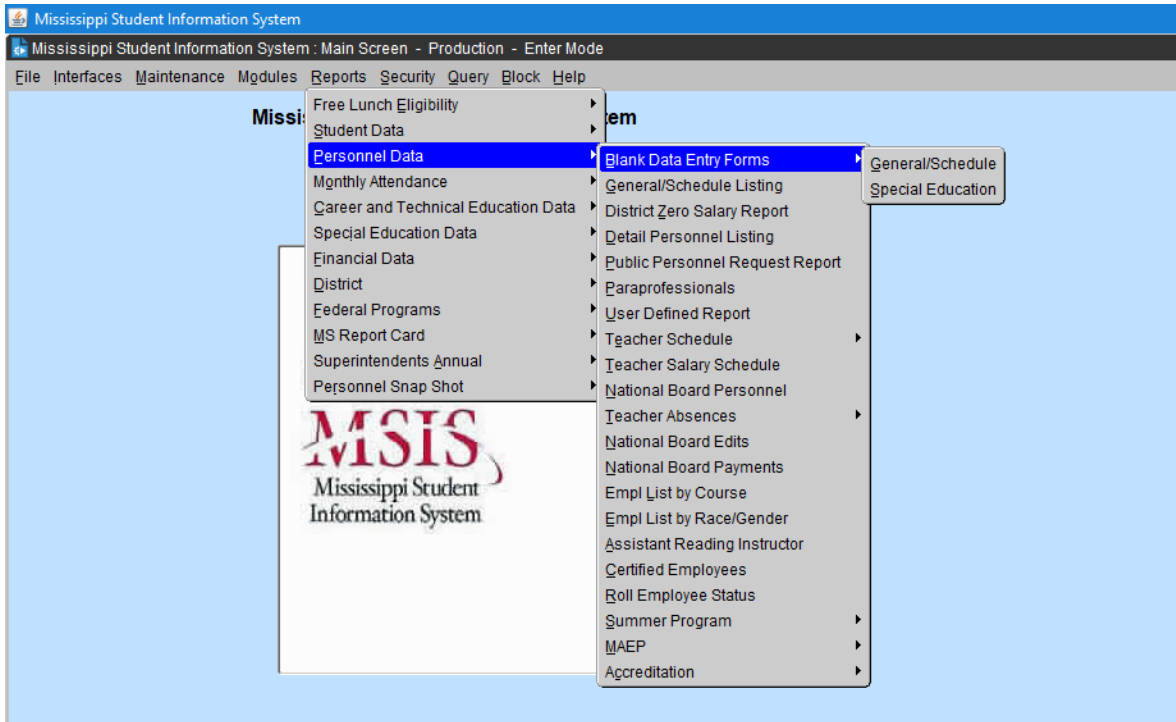 Mississippi Student Information System
Mississippi Student Information System : Main Screen - Production - Enter Mode
File Interfaces Maintenance Modules Reports Security Query Block Help
Missi
tem
Free Lunch Eligibility
Student Data
Personnel Data
Monthly Attendance
Career and Technical Education Data
Special Education Data
Financial Data
District
Federal Programs
MS Report Card
Superintendents Annual
Personnel Snap Shot
Blank Data Entry Forms
General/Schedule Listing
District Zero Salary Report
Detail Personnel Listing
Public Personnel Request Report
Paraprofessionals
User Defined Report
Teacher Schedule
Teacher Salary Schedule
National Board Personnel
Teacher Absences
National Board Edits
National Board Payments
Empl List by Course
Empl List by Race/Gender
Assistant Reading Instructor
Certified Employees
Roll Employee Status
Summer Program
MAEP
Accreditation
General/Schedule
Special Education
MSIS
Mississippi Student
Information System